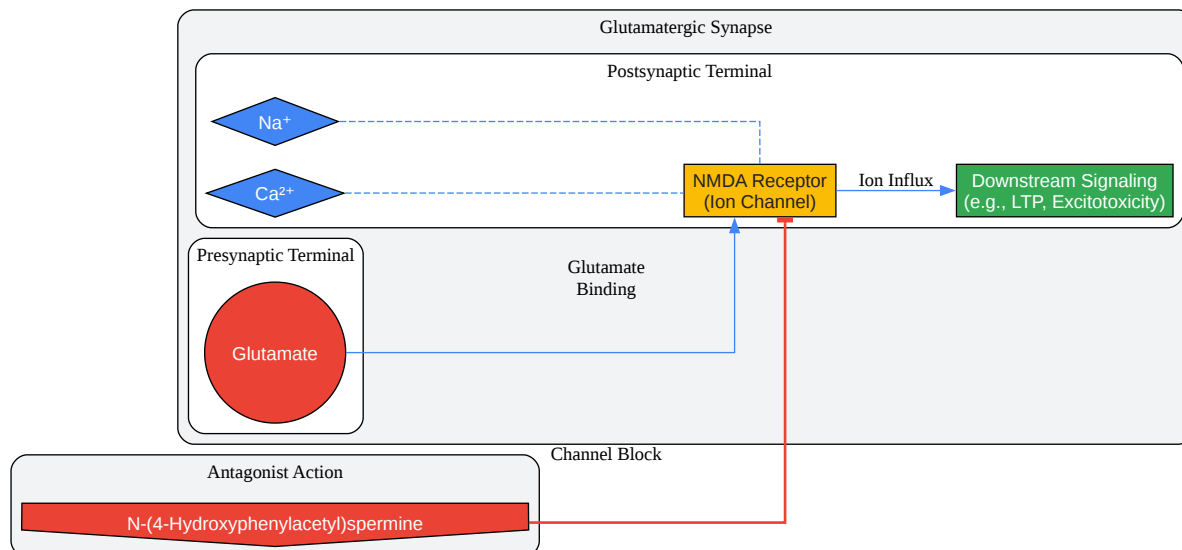 Glutamatergic Synapse
Postsynaptic Terminal
Na⁺
Ca²⁺
NMDA Receptor
(Ion Channel)
Ion Influx
Downstream Signaling
(e.g., LTP, Excitotoxicity)
Presynaptic Terminal
Glutamate
Glutamate
Binding
Channel Block
Antagonist Action
N-(4-Hydroxyphenylacetyl)spermine